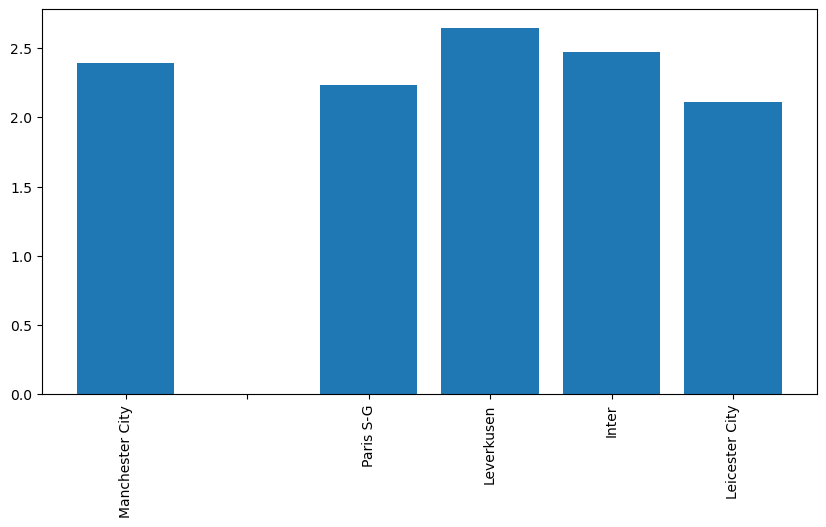 2.5
2.0
1.5
1.0
0.5
0.0
Manchester City
Paris S-G
Leverkusen
Inter
Leicester City